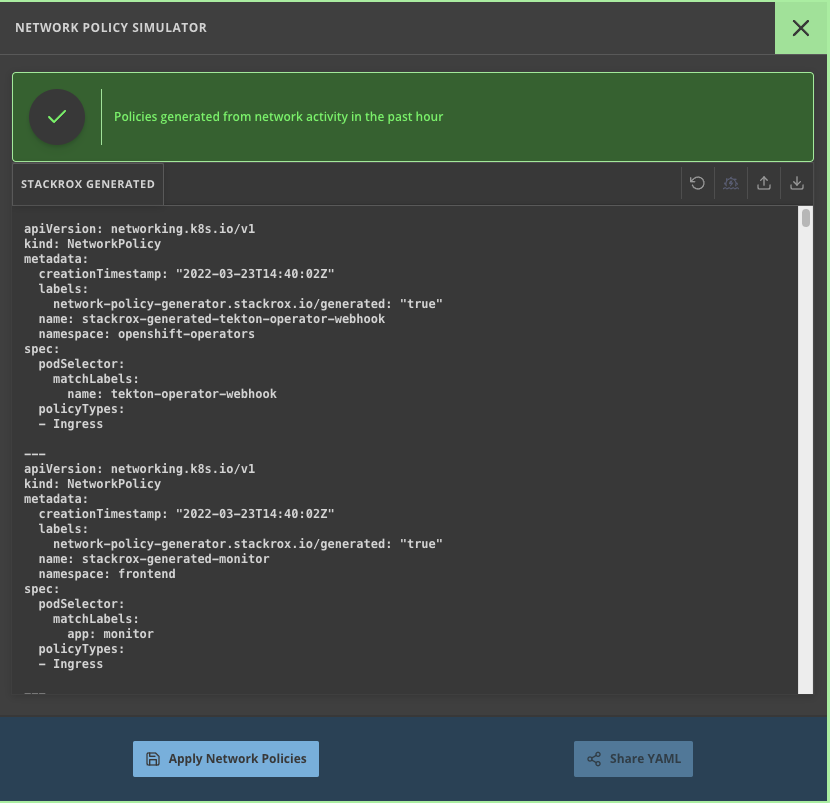 NETWORK POLICY SIMULATOR
Policies generated from network activity in the past hour
STACKROX GENERATED
apiVersion: networking.k8s.io/v1
kind: NetworkPolicy
metadata:
  creationTimestamp: "2022-03-23T14:40:02Z"
  labels:
    network-policy-generator.stackrox.io/generated: "true"
  name: stackrox-generated-tekton-operator-webhook
  namespace: openshift-operators
spec:
  podSelector:
    matchLabels:
      name: tekton-operator-webhook
  policyTypes:
  - Ingress
---
apiVersion: networking.k8s.io/v1
kind: NetworkPolicy
metadata:
  creationTimestamp: "2022-03-23T14:40:02Z"
  labels:
    network-policy-generator.stackrox.io/generated: "true"
  name: stackrox-generated-monitor
  namespace: frontend
spec:
  podSelector:
    matchLabels:
      app: monitor
  policyTypes:
  - Ingress
---
Apply Network Policies
Share YAML